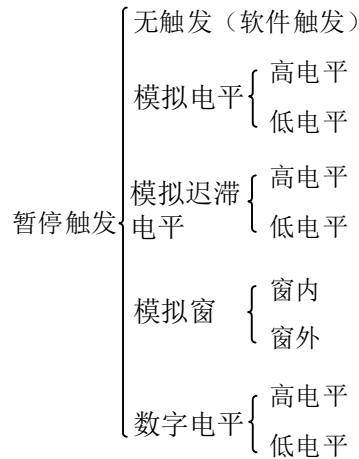 无触发（软件触发）
高电平
模拟电平
低电平
高电平
模拟迟滞
电平
低电平
暂停触发
窗内
模拟窗
窗外
高电平
数字电平
低电平